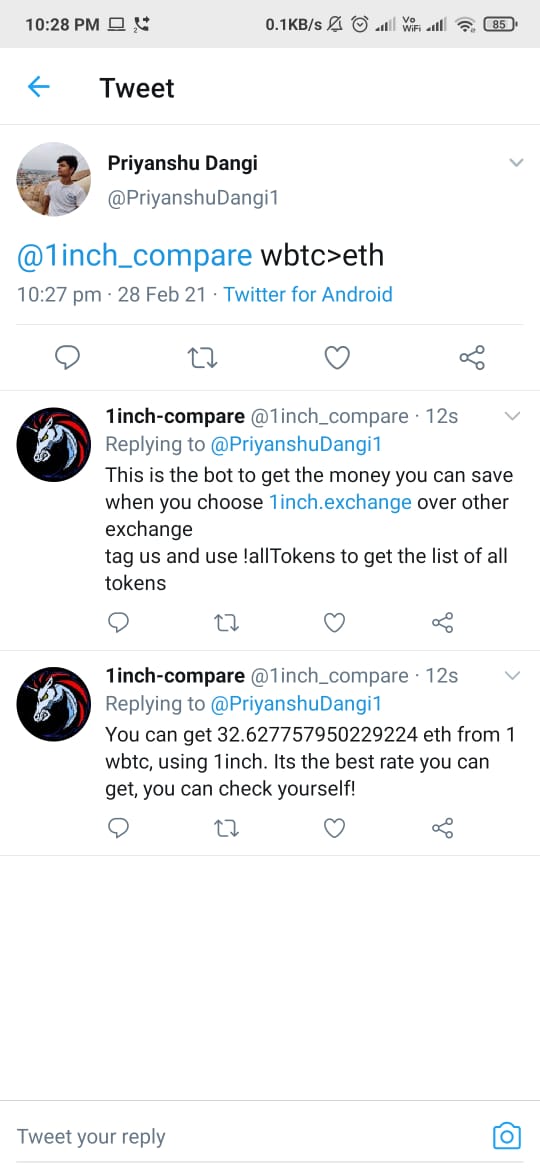 10:28 PM 0.1KB/s Vo WiFi 85
Tweet
Priyanshu Dangi
@PriyanshuDangi1
@1inch_compare wbtc>eth
10:27 pm · 28 Feb 21 · Twitter for Android
1inch-compare @1inch_compare · 12s
Replying to @PriyanshuDangi1
This is the bot to get the money you can save
when you choose 1inch.exchange over other
exchange
tag us and use !allTokens to get the list of all
tokens
1inch-compare @1inch_compare · 12s
Replying to @PriyanshuDangi1
You can get 32.627757950229224 eth from 1
wbtc, using 1inch. Its the best rate you can
get, you can check yourself!
Tweet your reply